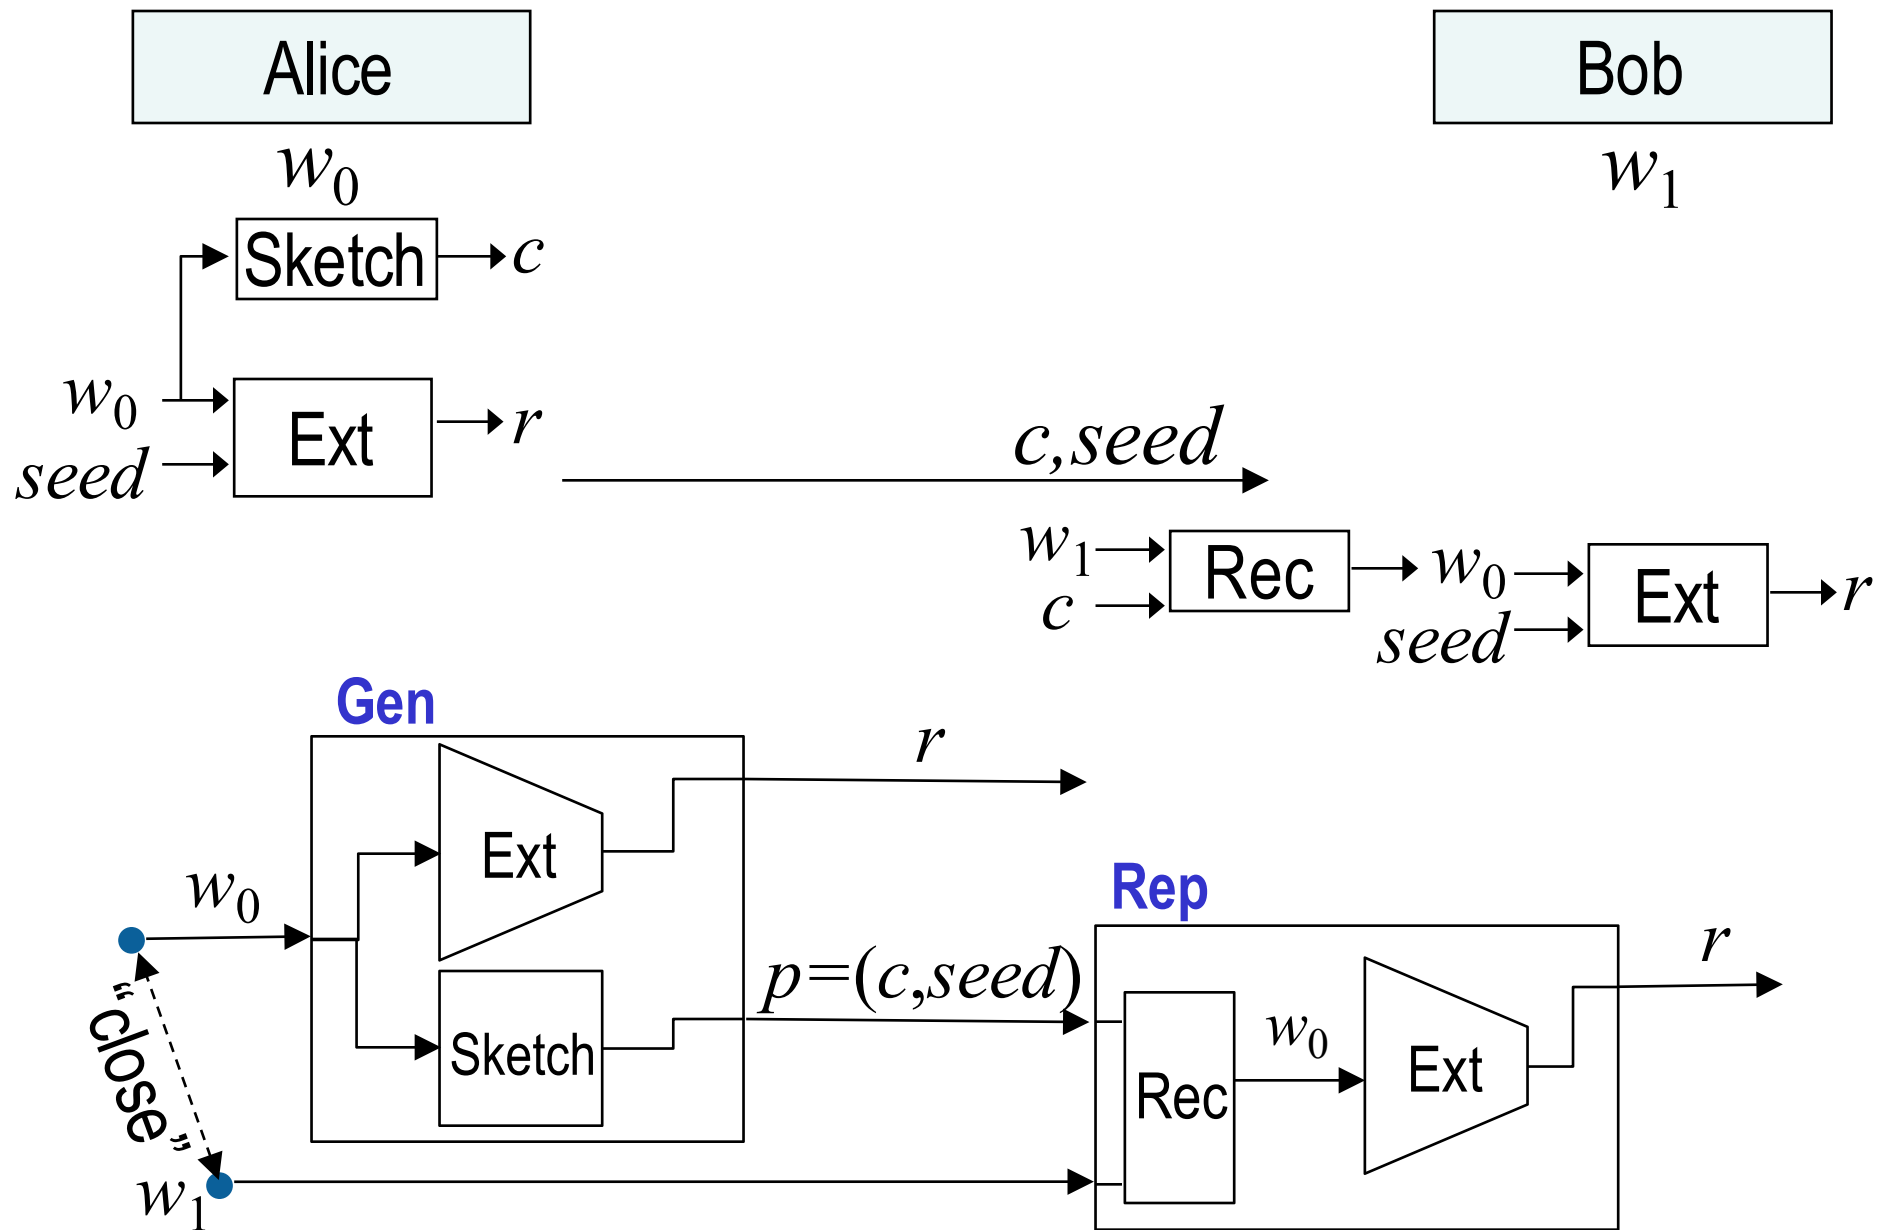 Alice
Bob
w₀
w₁
Sketch
c
w₀
seed
Ext
r
c,seed
w₁
c
Rec
w₀
seed
Ext
r
Gen
r
Ext
w₀
Rep
r
p=(c,seed)
“close”
Sketch
Rec
w₀
Ext
w₁